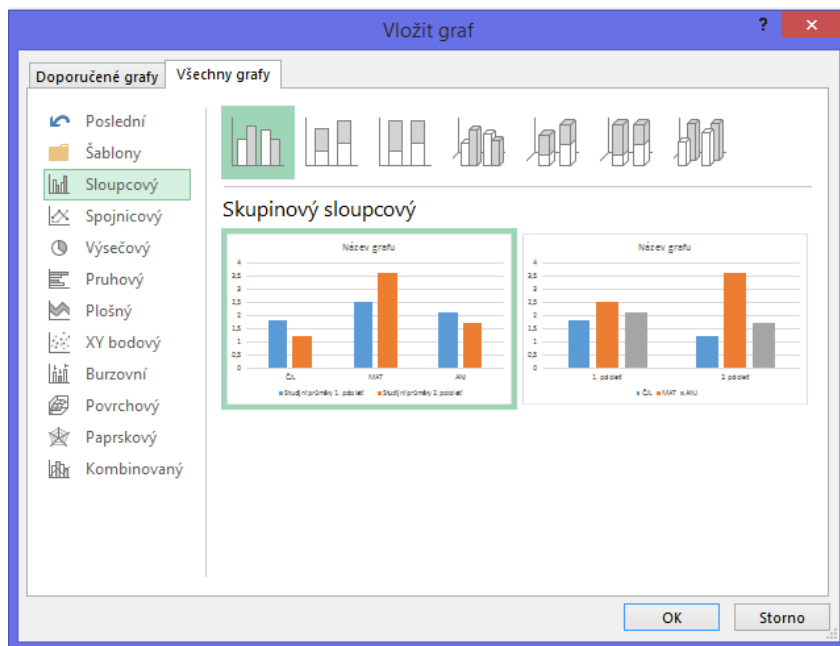 Vložit graf
?
Doporučené grafy
Všechny grafy
Poslední
Šablony
Sloupcový
Spojnicový
Výsečový
Pruhový
Plošný
XY bodový
Burzovní
Povrchový
Paprskový
Kombinovaný
Skupinový sloupcový
Název grafu
4
3,5
3
2,5
2
1,5
1
0,5
0
ČJL MAT ANJ
Studijní průměky 1. pololetí Studijní průměky 2. pololetí
Název grafu
4
3,5
3
2,5
2
1,5
1
0,5
0
1. pololetí 2. pololetí
ČJL MAT ANJ
OK Storno